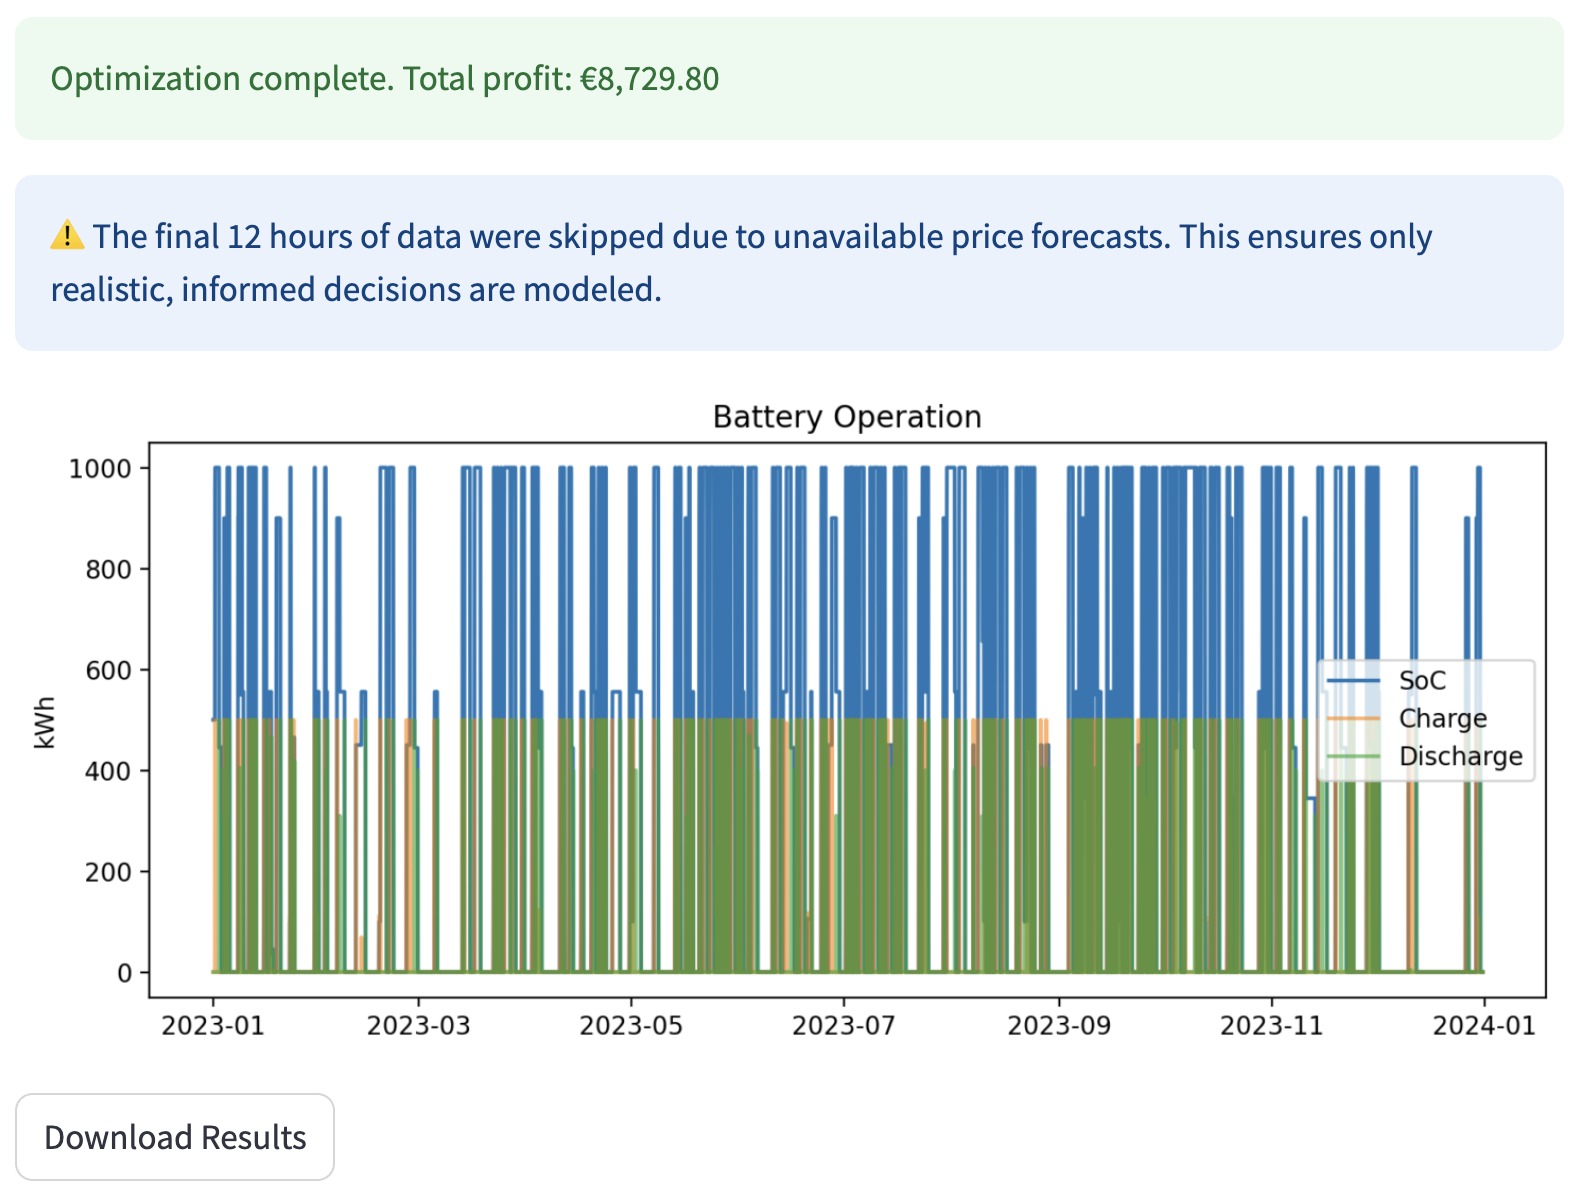 Optimization complete. Total profit: €8,729.80
⚠️ The final 12 hours of data were skipped due to unavailable price forecasts. This ensures only
realistic, informed decisions are modeled.
Battery Operation
1000
800
600
400
200
0
kWh
SoC
Charge
Discharge
2023-01
2023-03
2023-05
2023-07
2023-09
2023-11
2024-01
Download Results